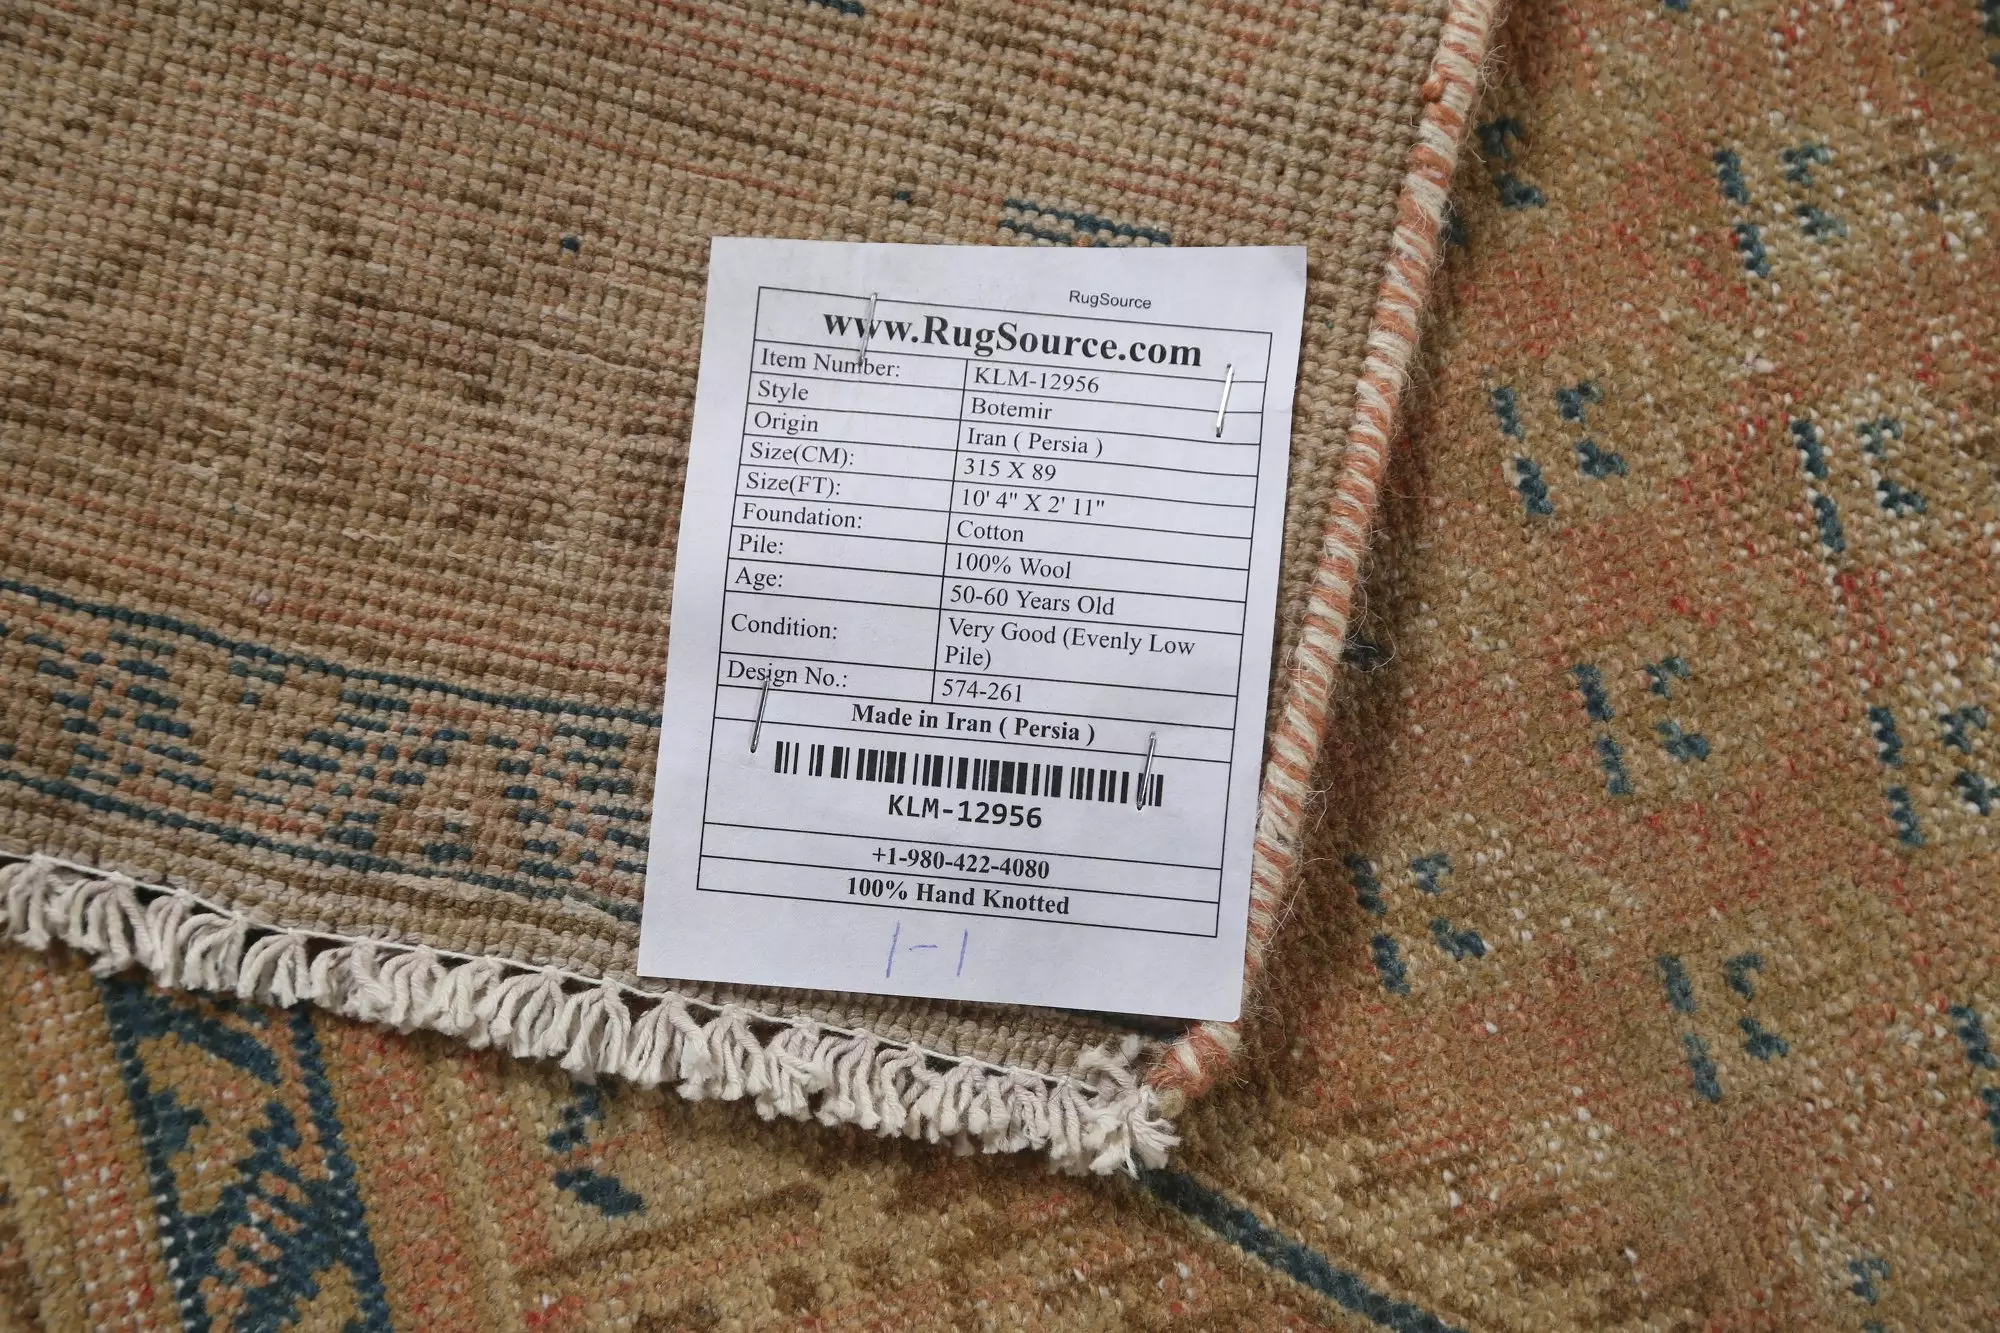 RugSource
www.RugSource.com
Item Number: KLM-12956
Style Botemir
Origin Iran ( Persia )
Size(CM): 315 X 89
Size(FT): 10' 4" X 2' 11"
Foundation: Cotton
Pile: 100% Wool
Age: 50-60 Years Old
Condition: Very Good (Evenly Low
Pile)
Design No.: 574-261
Made in Iran ( Persia )
KLM-12956
+1-980-422-4080
100% Hand Knotted
1-1